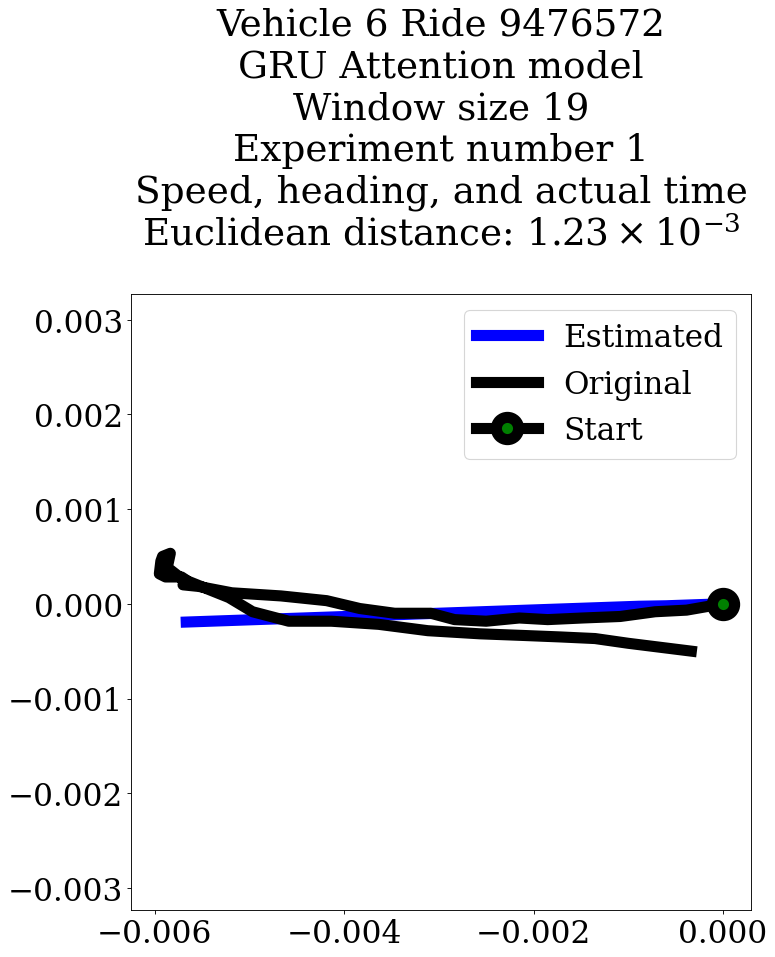 Vehicle 6 Ride 9476572
GRU Attention model
Window size 19
Experiment number 1
Speed, heading, and actual time
Euclidean distance: 1.23 × 10⁻³
Estimated
Original
Start
0.003
0.002
0.001
0.000
−0.001
−0.002
−0.003
−0.006
−0.004
−0.002
0.000